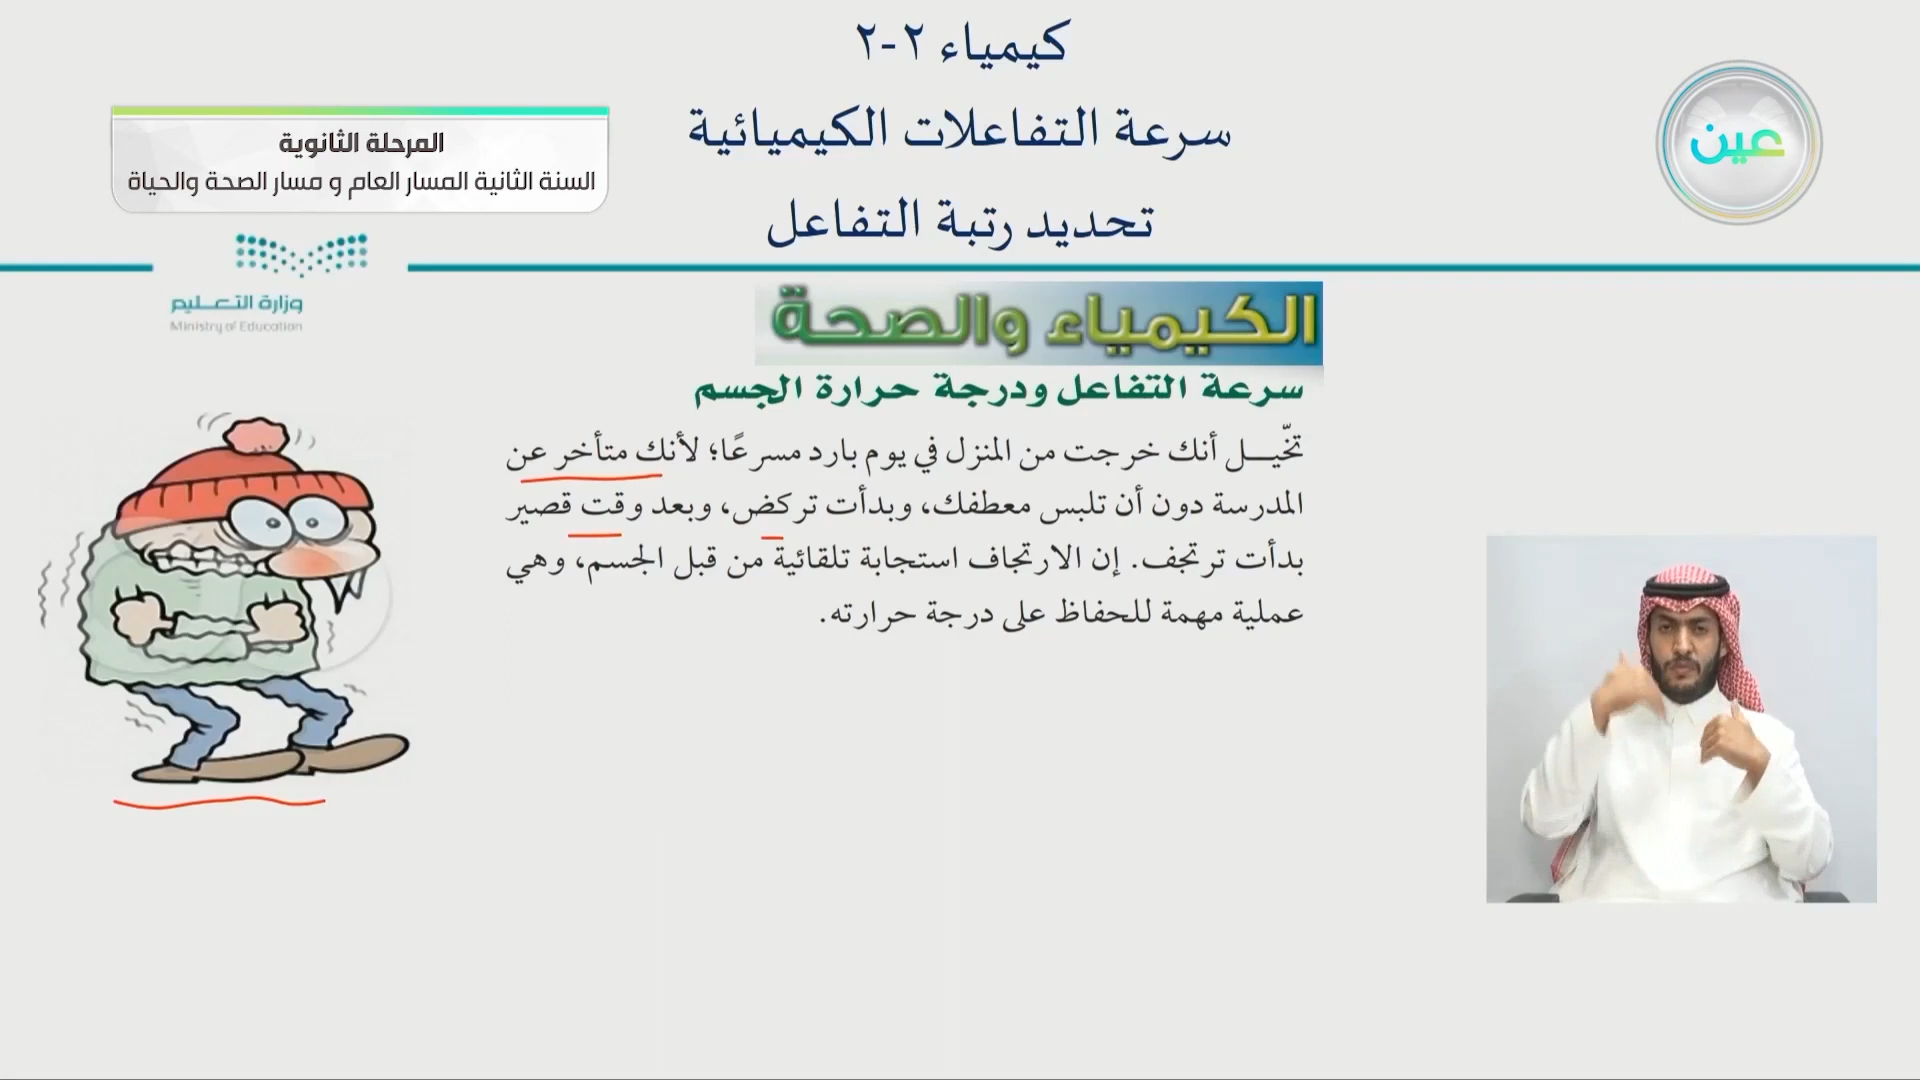 كيمياء ٢-٢
سرعة التفاعلات الكيميائية
تحديد رتبة التفاعل
عين
المرحلة الثانوية
السنة الثانية المسار العام و مسار الصحة والحياة
وزارة التعليم
Ministry of Education
الكيمياء والصحة
سرعة التفاعل ودرجة حرارة الجسم
تخّيل أنك خرجت من المنزل في يوم بارد مسرعًا؛ لأنك متأخر عن
المدرسة دون أن تلبس معطفك، وبدأت تركض، وبعد وقت قصير
بدأت ترتجف. إن الارتجاف استجابة تلقائية من قبل الجسم، وهي
عملية مهمة للحفاظ على درجة حرارته.